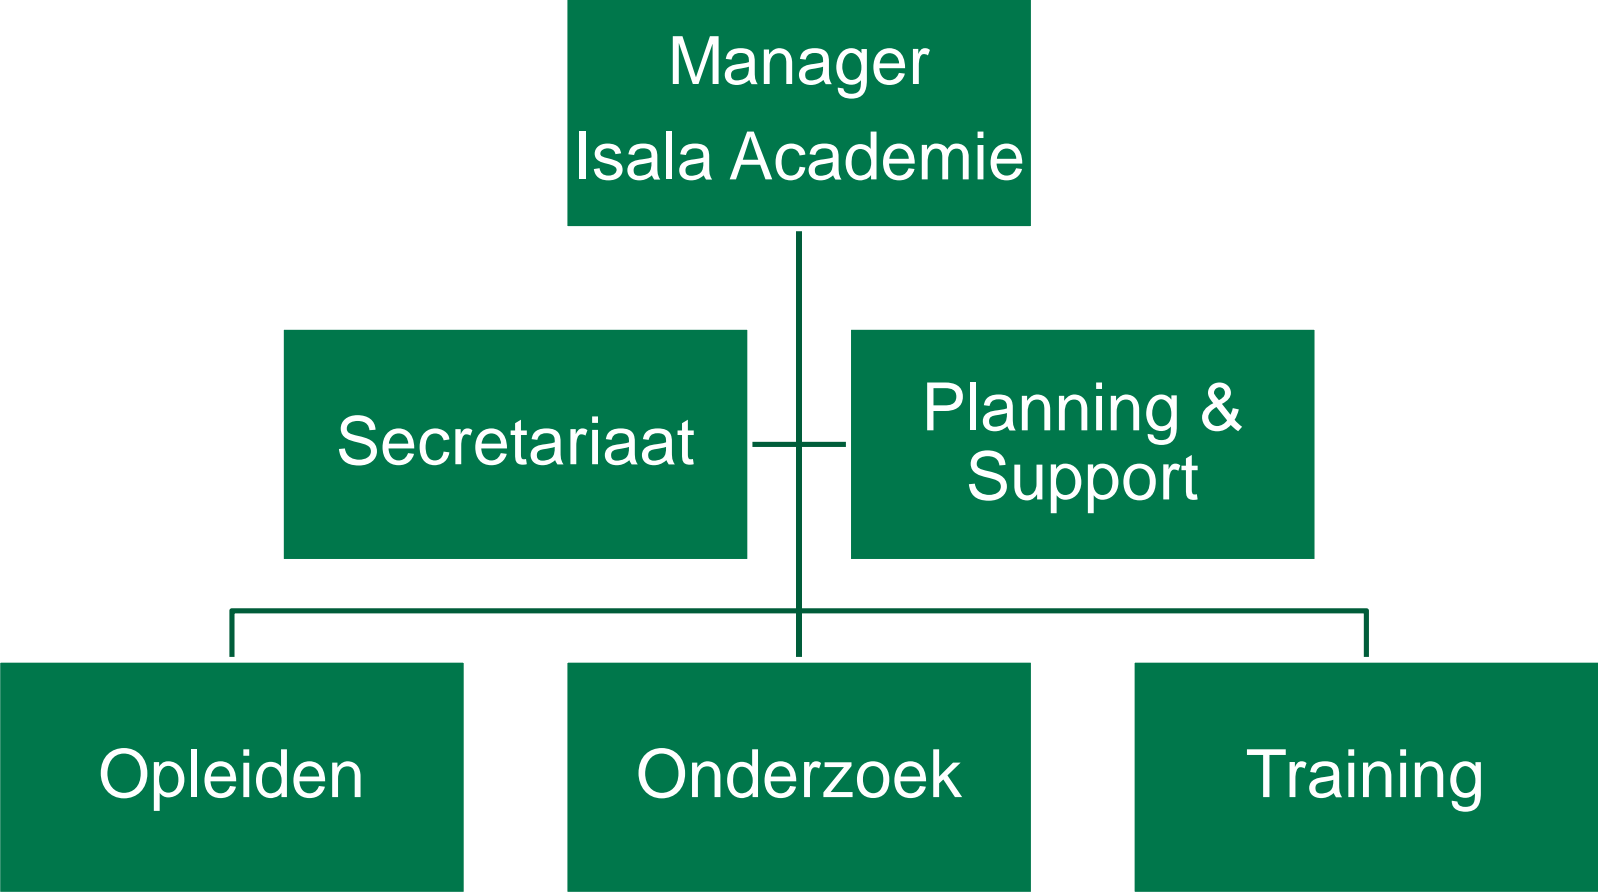 Manager
Isala Academie
Secretariaat
Planning &
Support
Opleiden
Onderzoek
Training